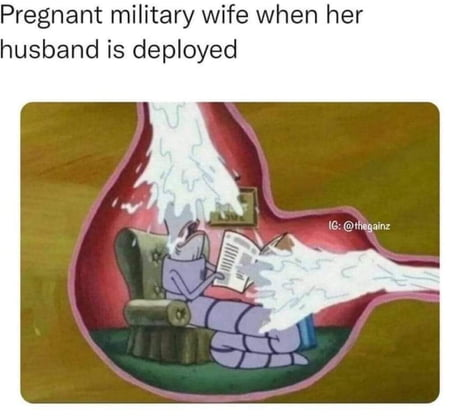 Pregnant military wife when her
husband is deployed
IG: @thegainz